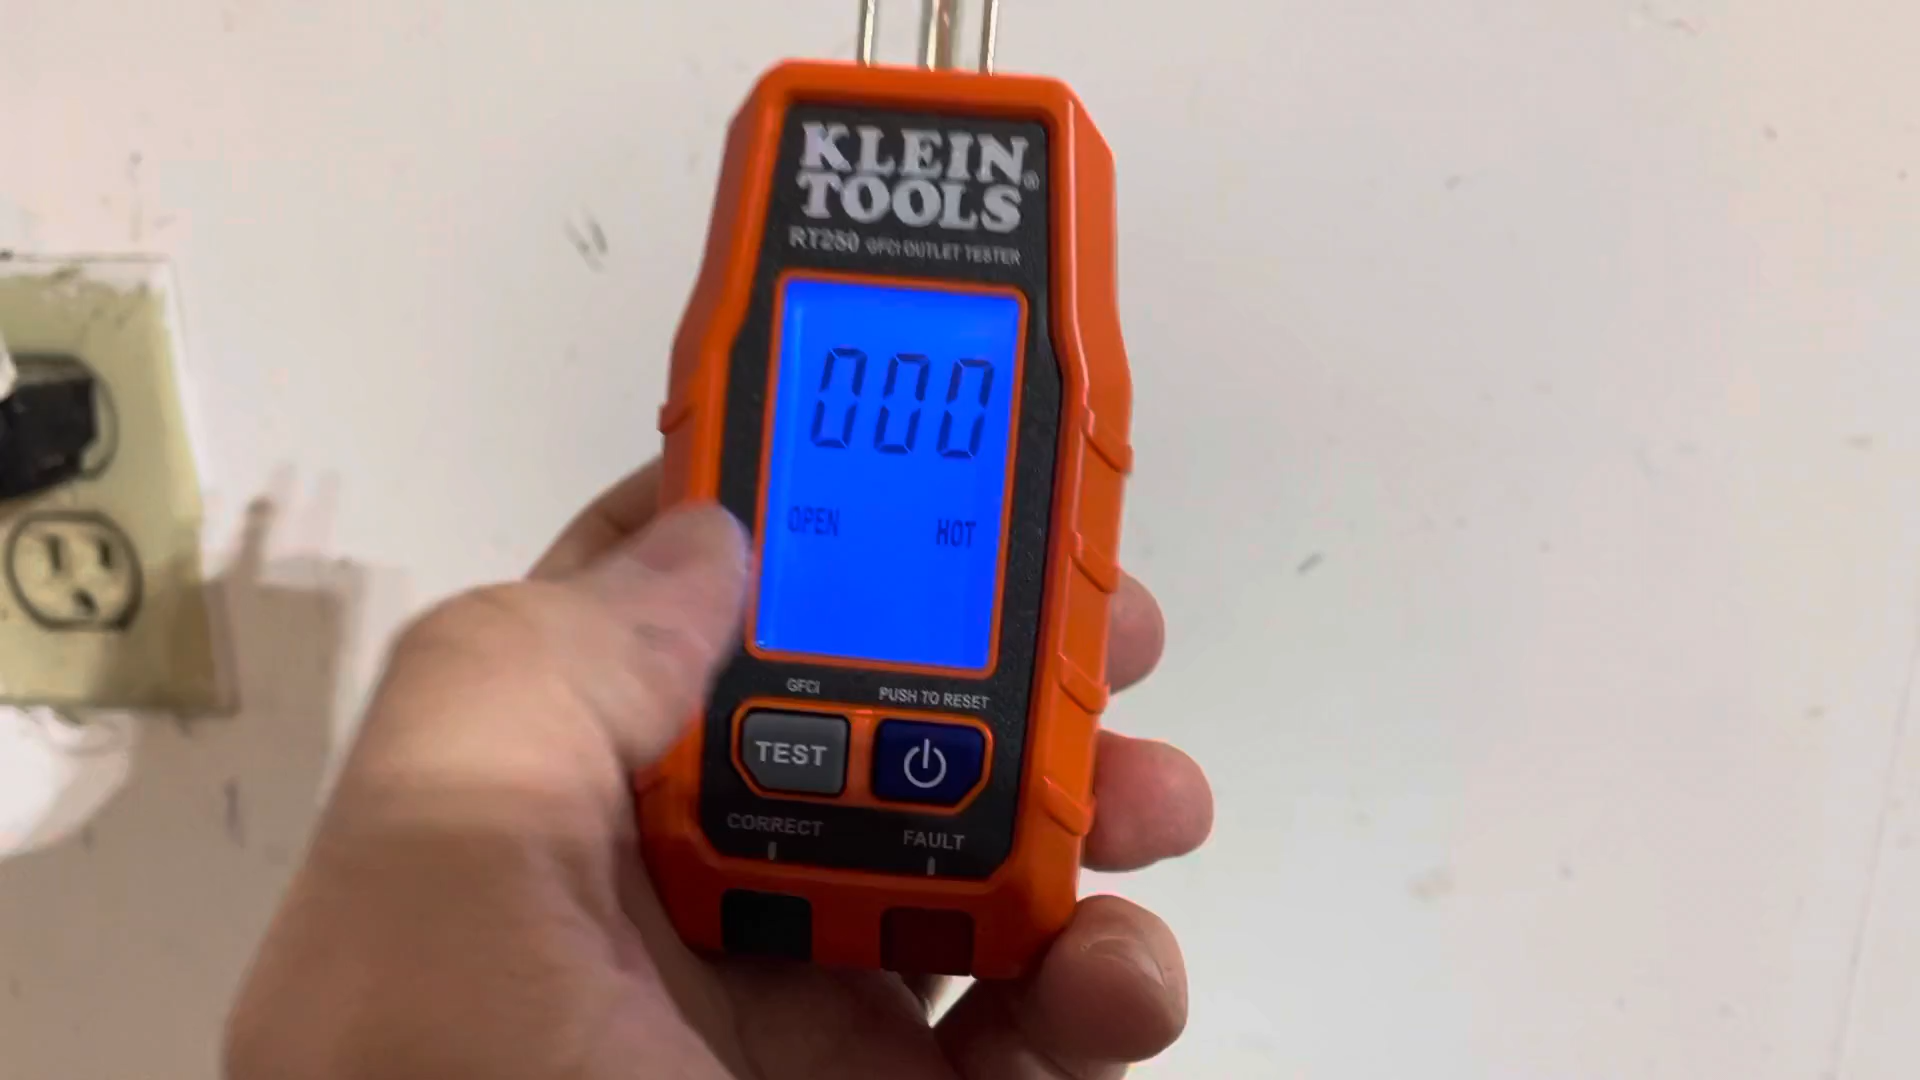 KLEIN
TOOLS®
RT250 GFCI OUTLET TESTER
000
OPEN HOT
GFCI PUSH TO RESET
TEST
CORRECT FAULT